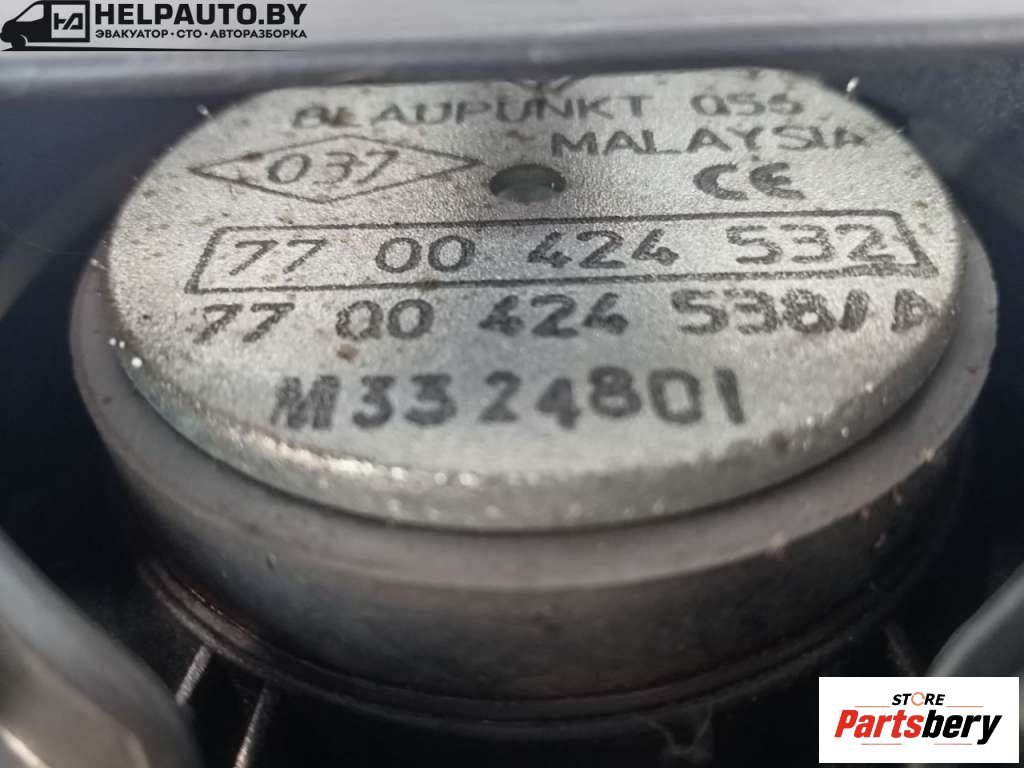 HELPAUTO.BY
ЭВАКУАТОР • СТО • АВТОРАЗБОРКА
BLAUPUNKT Q56
MALAYSIA
037
CE
77 00 424 532
77 00 424 538//D
M3324801
STORE
Partsbery